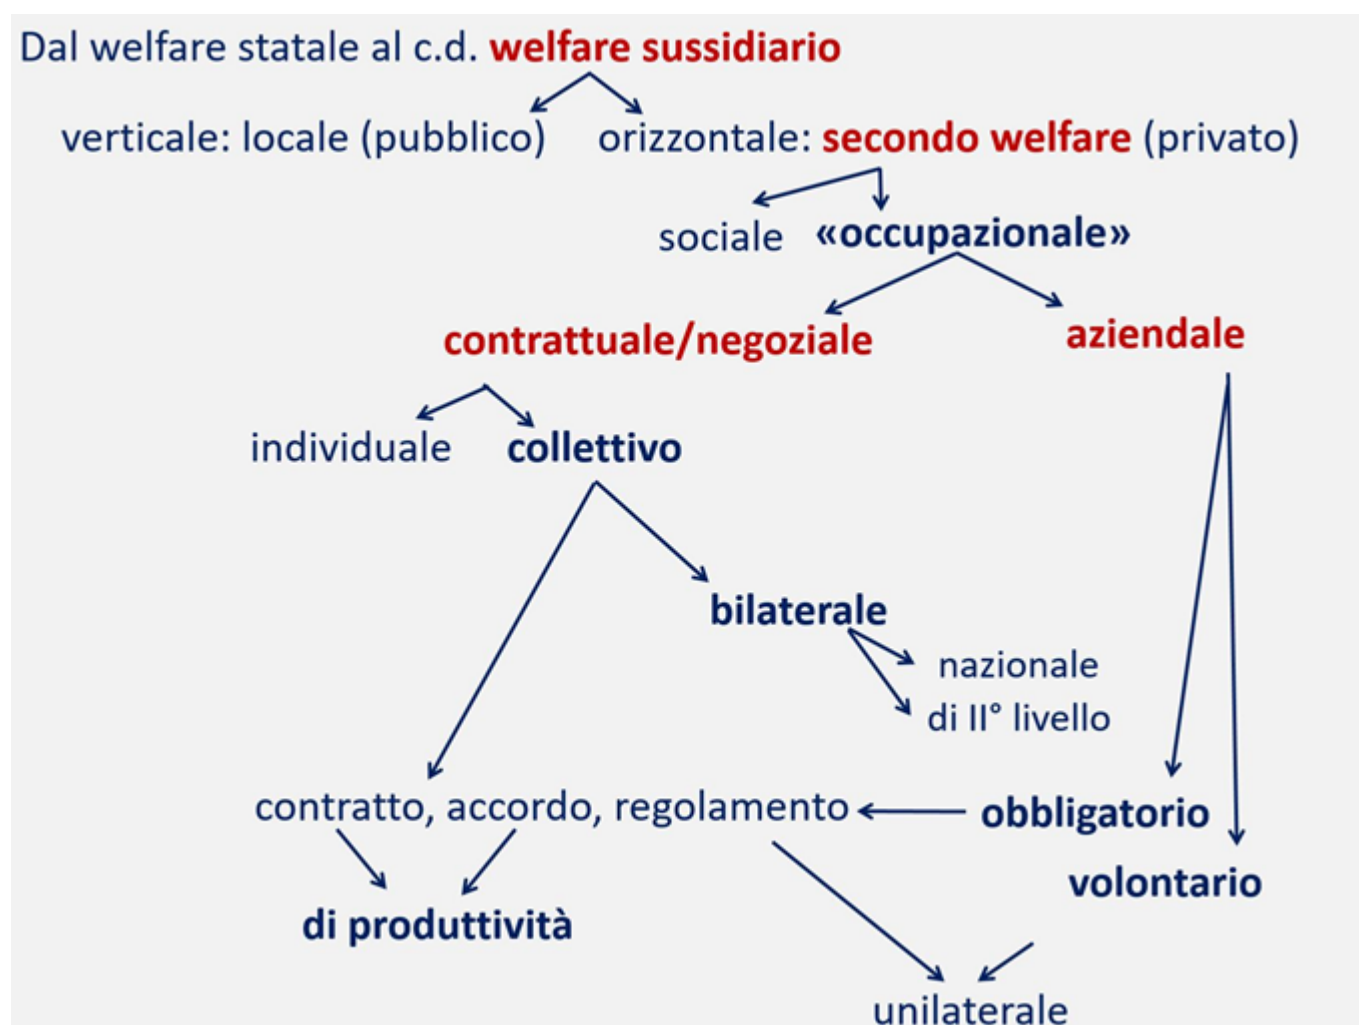 Dal welfare statale al c.d. welfare sussidiario
verticale: locale (pubblico) orizzontale: secondo welfare (privato)
sociale «occupazionale»
contrattuale/negoziale aziendale
individuale collettivo
bilaterale
nazionale
di II° livello
contratto, accordo, regolamento obbligatorio
volontario
di produttività
unilaterale